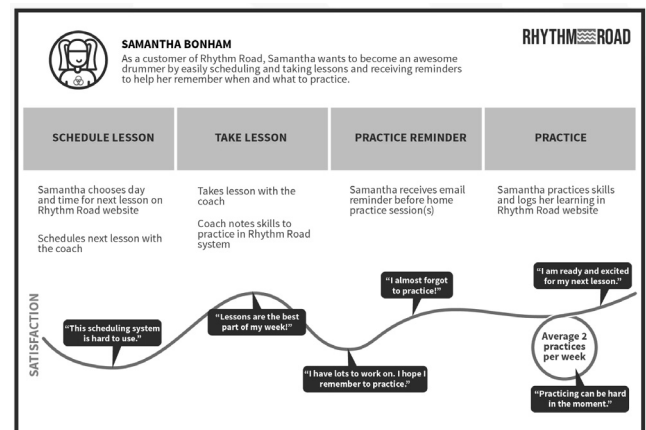 RHYTHM ROAD
SAMANTHA BONHAM
As a customer of Rhythm Road, Samantha wants to become an awesome
drummer by easily scheduling and taking lessons and receiving reminders
to help her remember when and what to practice.
SCHEDULE LESSON
TAKE LESSON
PRACTICE REMINDER
PRACTICE
Samantha chooses day
and time for next lesson on
Rhythm Road website
Schedules next lesson with
the coach
Takes lesson with the
coach
Coach notes skills to
practice in Rhythm Road
system
Samantha receives email
reminder before home
practice session(s)
Samantha practices skills
and logs her learning in
Rhythm Road website
SATISFACTION
“This scheduling system
is hard to use.”
“Lessons are the best
part of my week!”
“I have lots to work on. I hope I
remember to practice.”
“I almost forgot
to practice!”
“I am ready and excited
for my next lesson.”
Average 2
practices
per week
“Practicing can be hard
in the moment.”